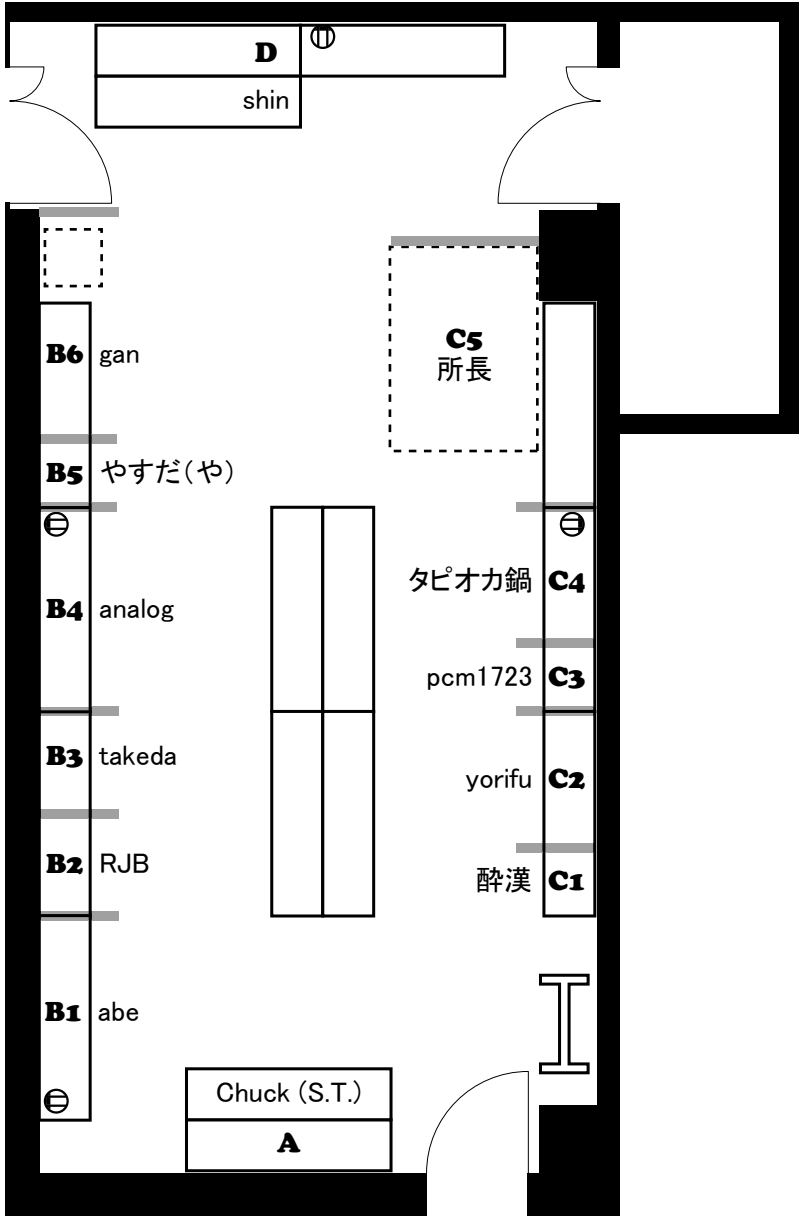 D
shin
C5
所長
B6 gan
B5 やすだ(や)
B4 analog
タピオカ鍋 C4
pcm1723 C3
B3 takeda
yorifu C2
B2 RJB
酔漢 C1
B1 abe
Chuck (S.T.)
A